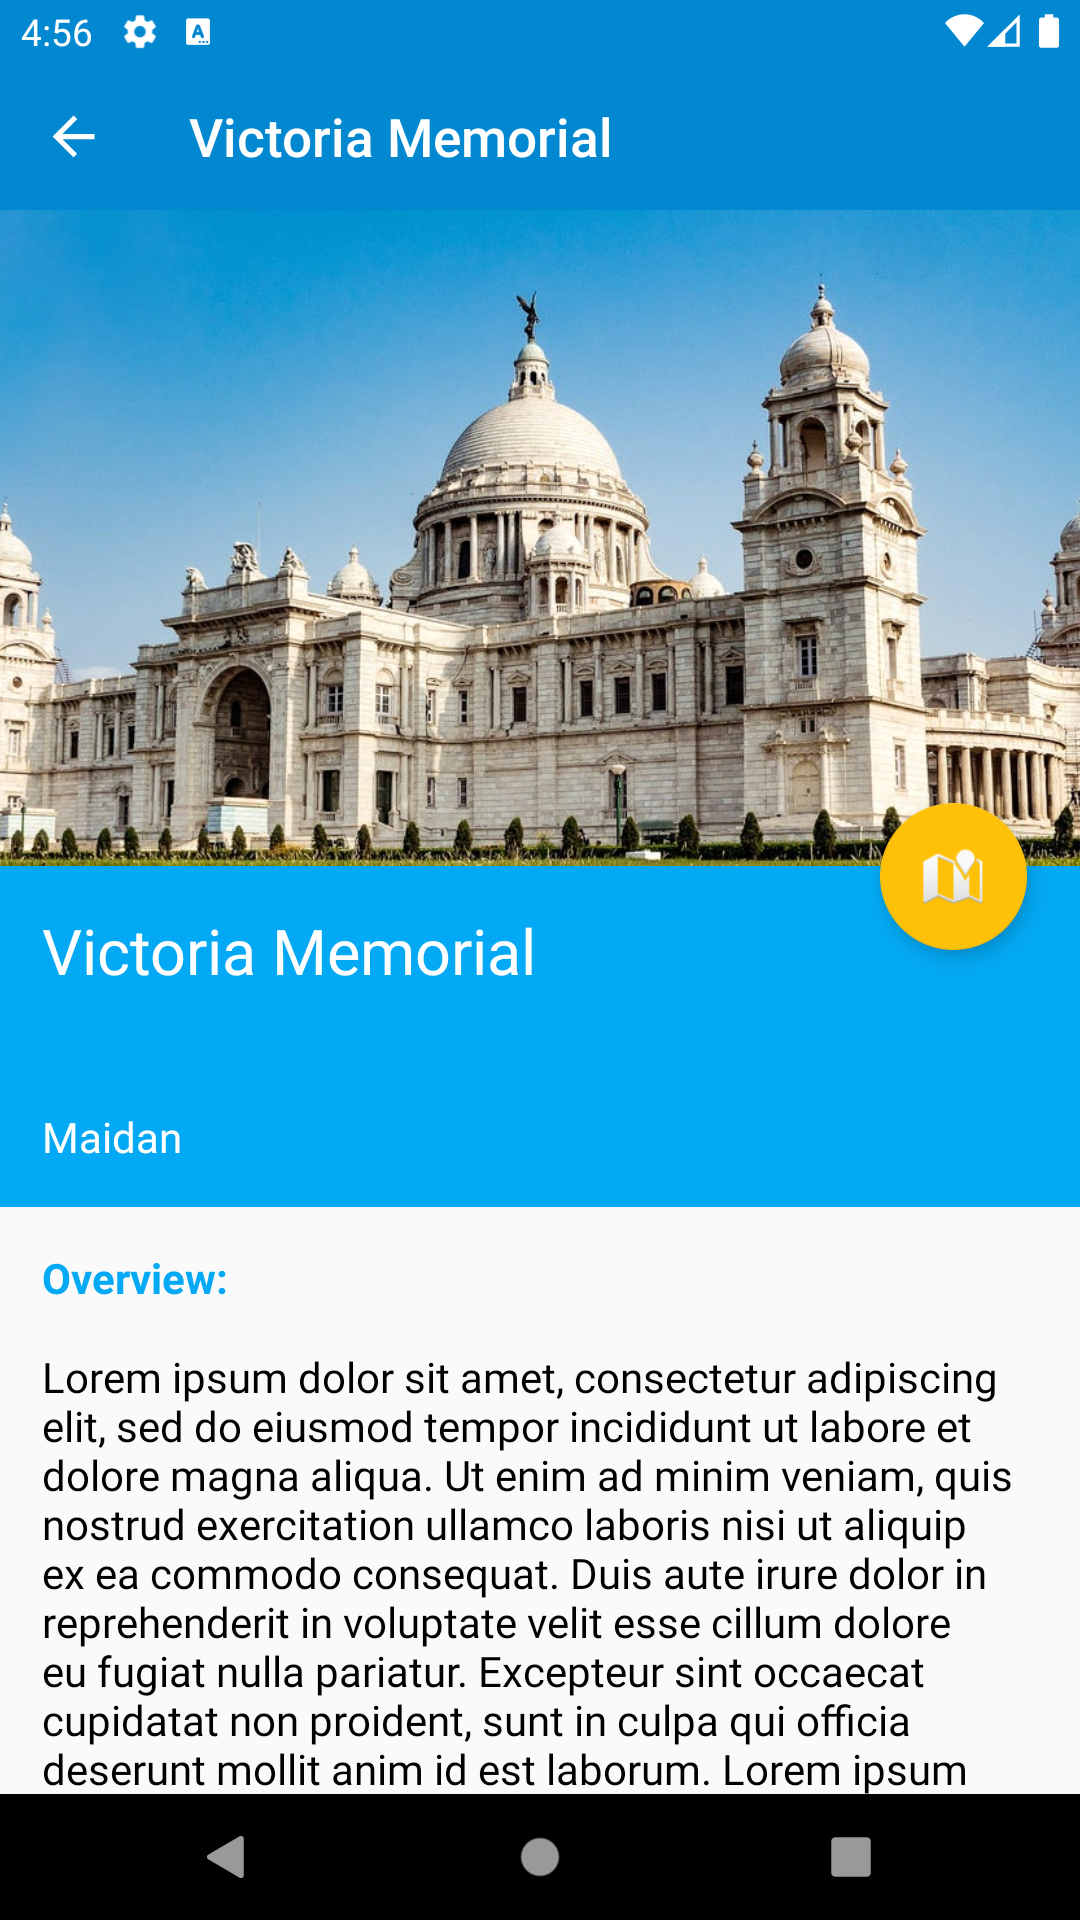 4:56
Victoria Memorial
Victoria Memorial
Maidan
Overview:
Lorem ipsum dolor sit amet, consectetur adipiscing
elit, sed do eiusmod tempor incididunt ut labore et
dolore magna aliqua. Ut enim ad minim veniam, quis
nostrud exercitation ullamco laboris nisi ut aliquip
ex ea commodo consequat. Duis aute irure dolor in
reprehenderit in voluptate velit esse cillum dolore
eu fugiat nulla pariatur. Excepteur sint occaecat
cupidatat non proident, sunt in culpa qui officia
deserunt mollit anim id est laborum. Lorem ipsum